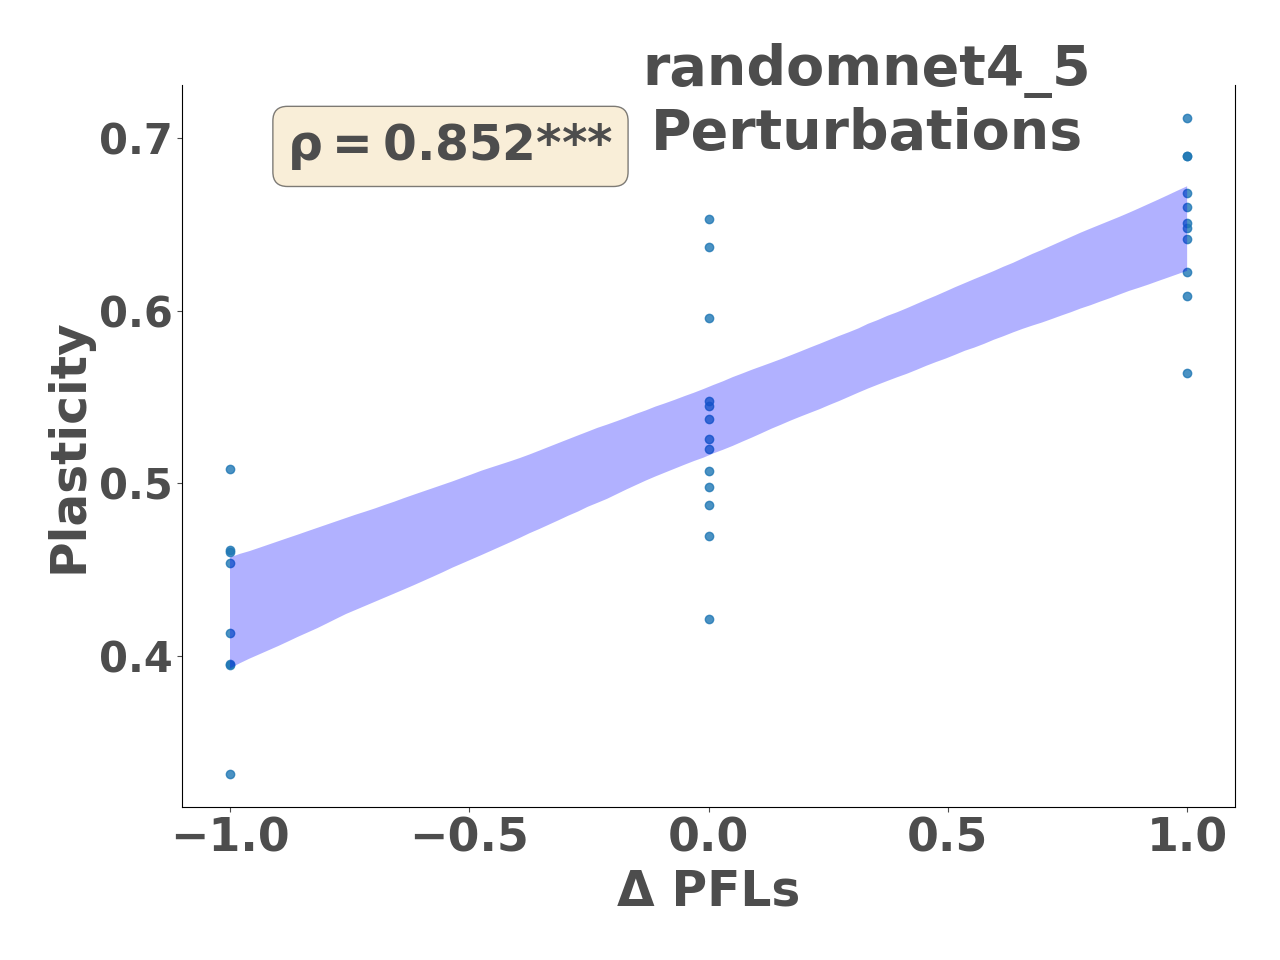 randomnet4_5
Perturbations
ρ = 0.852***
Plasticity
0.7
0.6
0.5
0.4
−1.0
−0.5
0.0
0.5
1.0
Δ PFLs